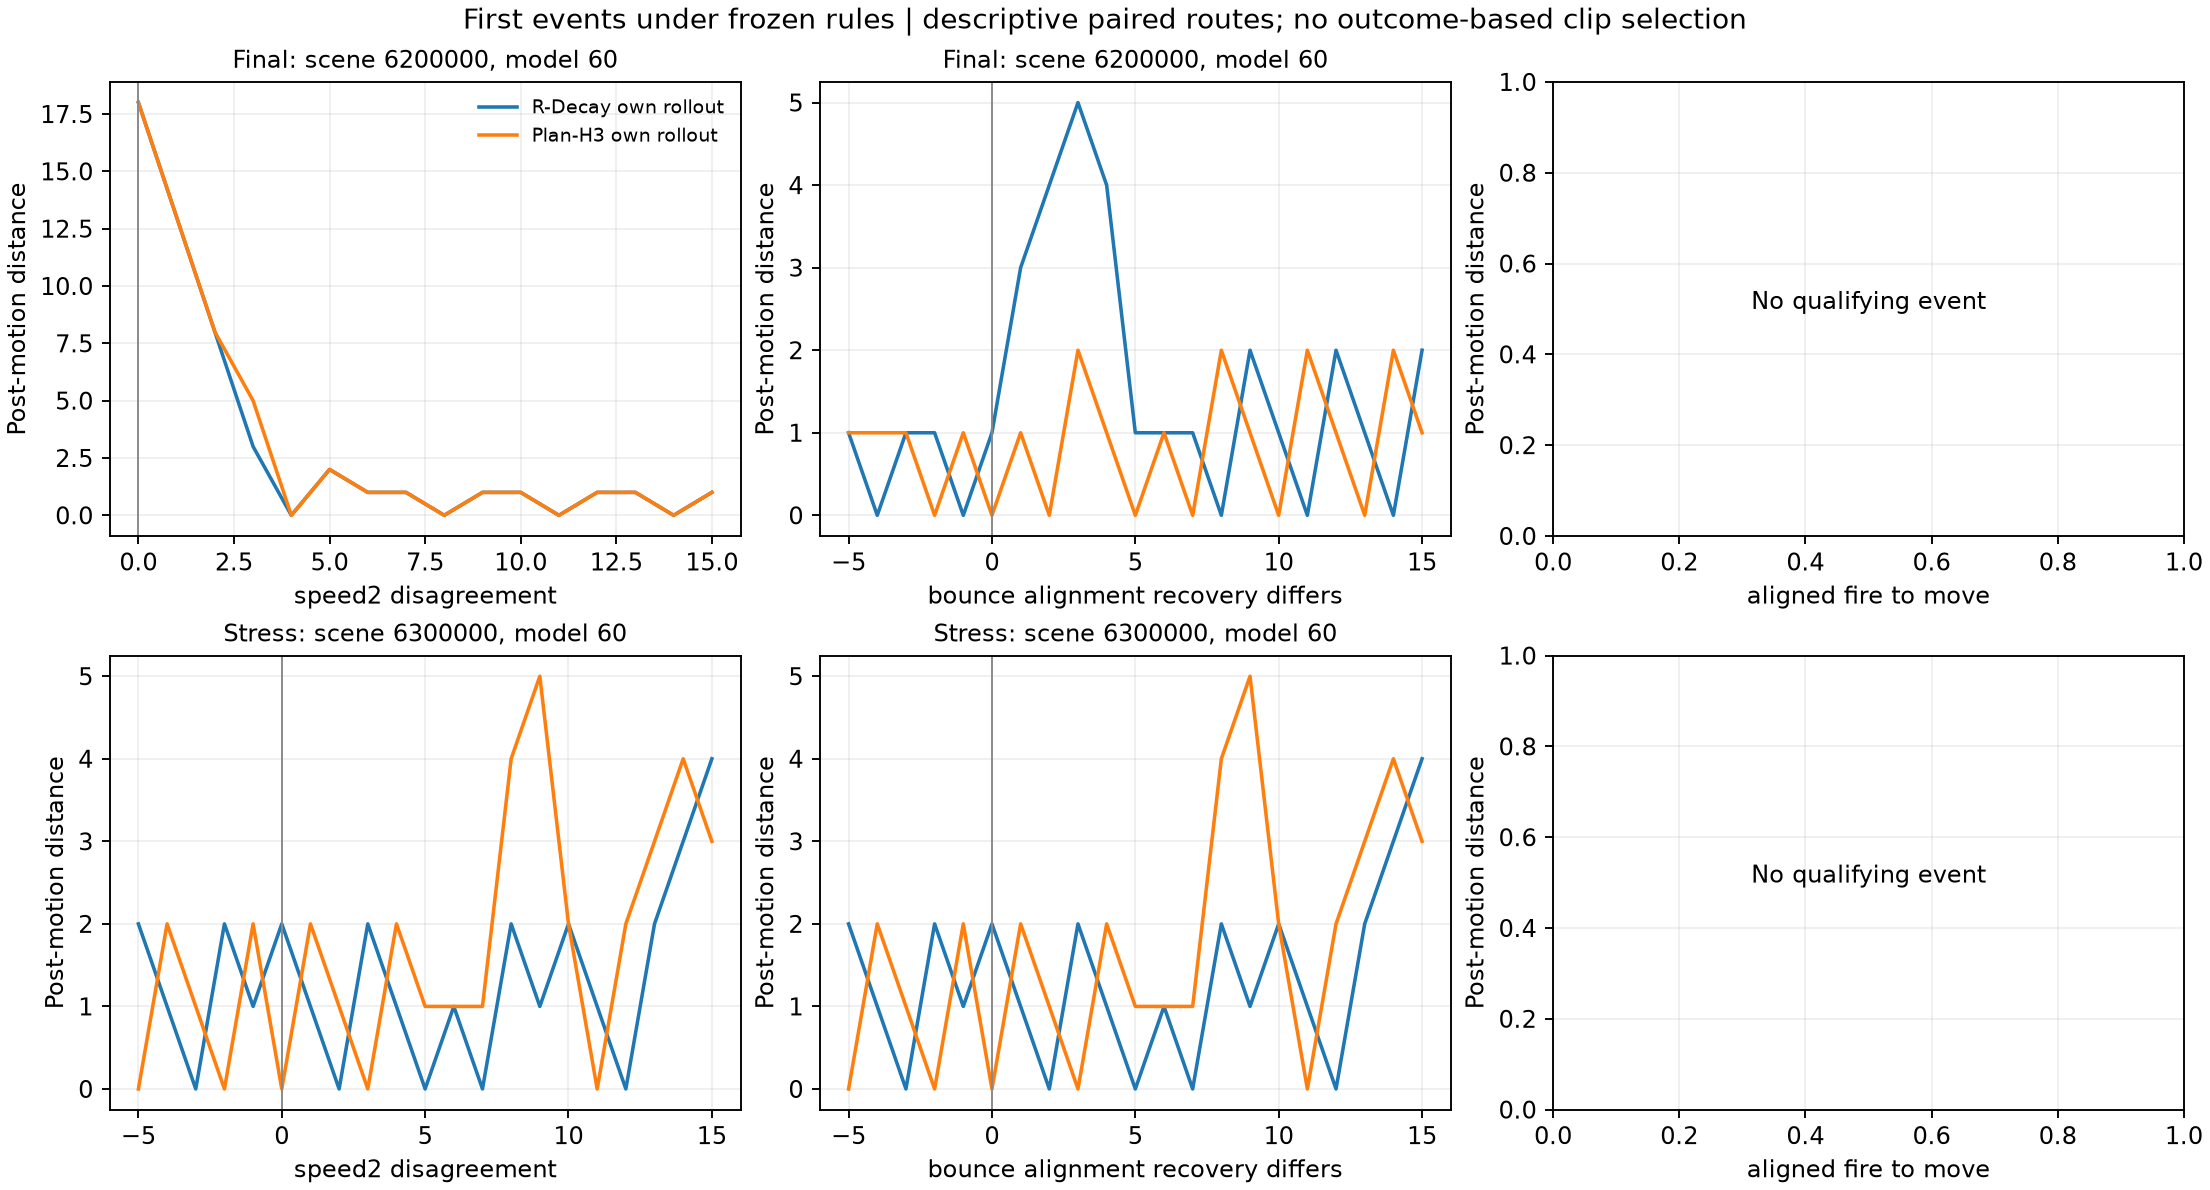 First events under frozen rules | descriptive paired routes; no outcome-based clip selection
Final: scene 6200000, model 60
Post-motion distance
17.5
15.0
12.5
10.0
7.5
5.0
2.5
0.0
R-Decay own rollout
Plan-H3 own rollout
0.0 2.5 5.0 7.5 10.0 12.5 15.0
speed2 disagreement
Final: scene 6200000, model 60
Post-motion distance
5
4
3
2
1
0
−5 0 5 10 15
bounce alignment recovery differs
Post-motion distance
1.0
0.8
0.6
0.4
0.2
0.0
No qualifying event
0.0 0.2 0.4 0.6 0.8 1.0
aligned fire to move
Stress: scene 6300000, model 60
Post-motion distance
5
4
3
2
1
0
−5 0 5 10 15
speed2 disagreement
Stress: scene 6300000, model 60
Post-motion distance
5
4
3
2
1
0
−5 0 5 10 15
bounce alignment recovery differs
Post-motion distance
1.0
0.8
0.6
0.4
0.2
0.0
No qualifying event
0.0 0.2 0.4 0.6 0.8 1.0
aligned fire to move